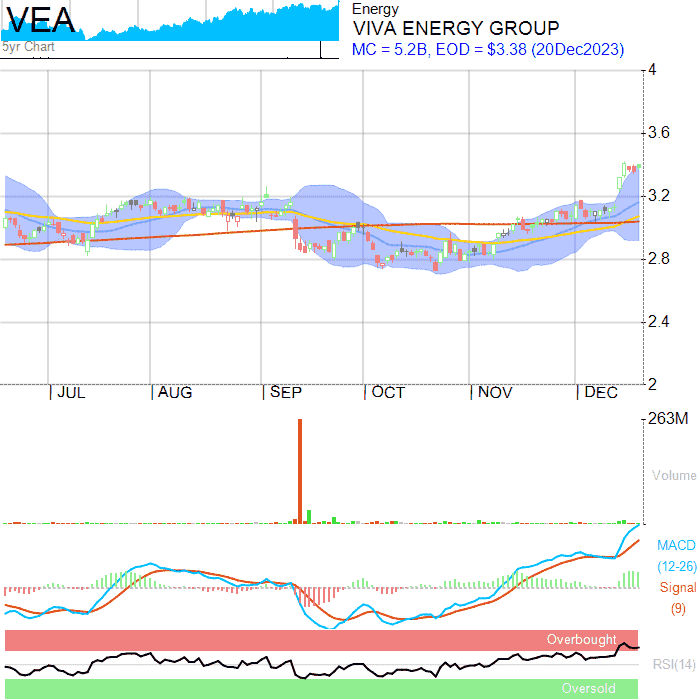 VEA
5yr Chart
Energy
VIVA ENERGY GROUP
MC = 5.2B, EOD = $3.38 (20Dec2023)
4
3.6
3.2
2.8
2.4
2
JUL AUG SEP OCT NOV DEC
263M
Volume
MACD
(12-26)
Signal
(9)
Overbought
RSI(14)
Oversold